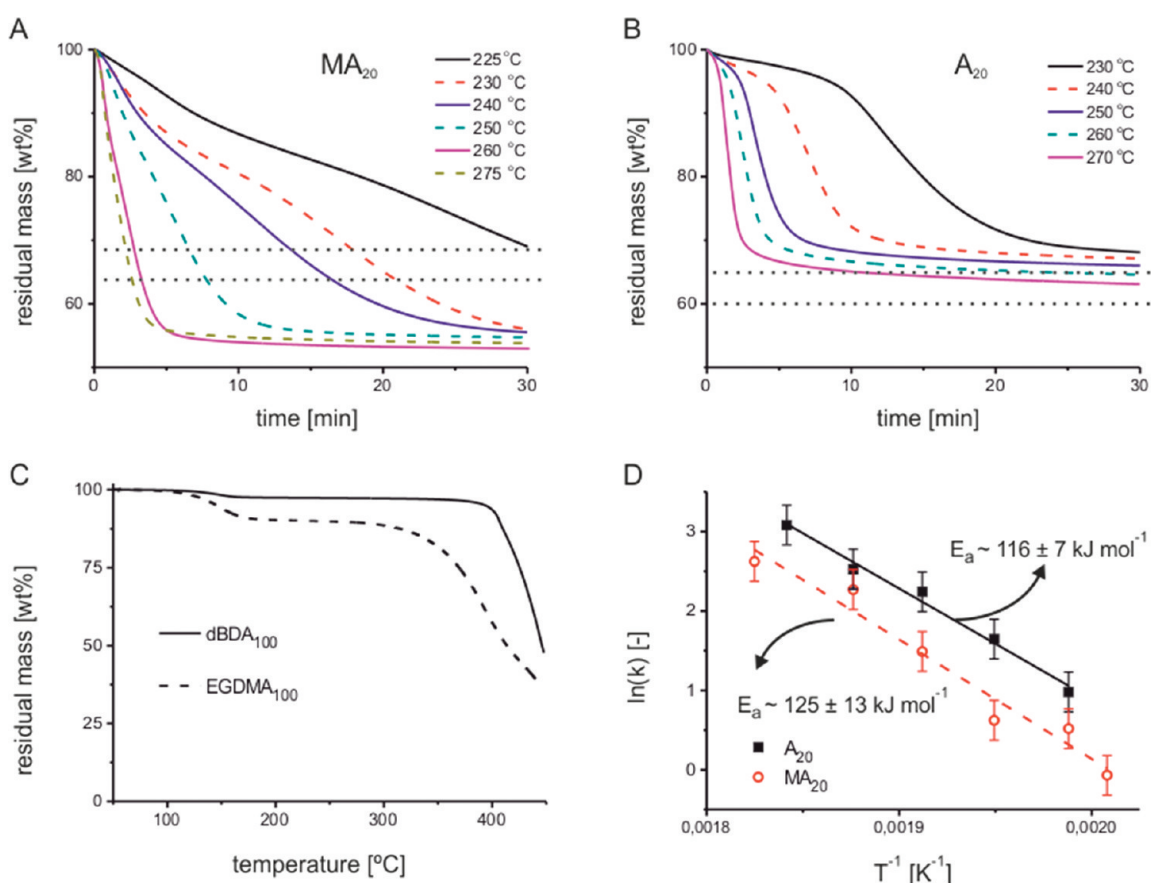 A
MA₂₀
225 °C
230 °C
240 °C
250 °C
260 °C
275 °C
100
80
60
0
10
20
30
residual mass [wt%]
time [min]
B
A₂₀
230 °C
240 °C
250 °C
260 °C
270 °C
100
80
60
0
10
20
30
residual mass [wt%]
time [min]
C
100
75
50
25
0
dBDA₁₀₀
EGDMA₁₀₀
100
200
300
400
residual mass [wt%]
temperature [ºC]
D
3
2
1
0
Eₐ ~ 116 ± 7 kJ mol⁻¹
Eₐ ~ 125 ± 13 kJ mol⁻¹
A₂₀
MA₂₀
0,0018
0,0019
0,0020
ln(k) [-]
T⁻¹ [K⁻¹]